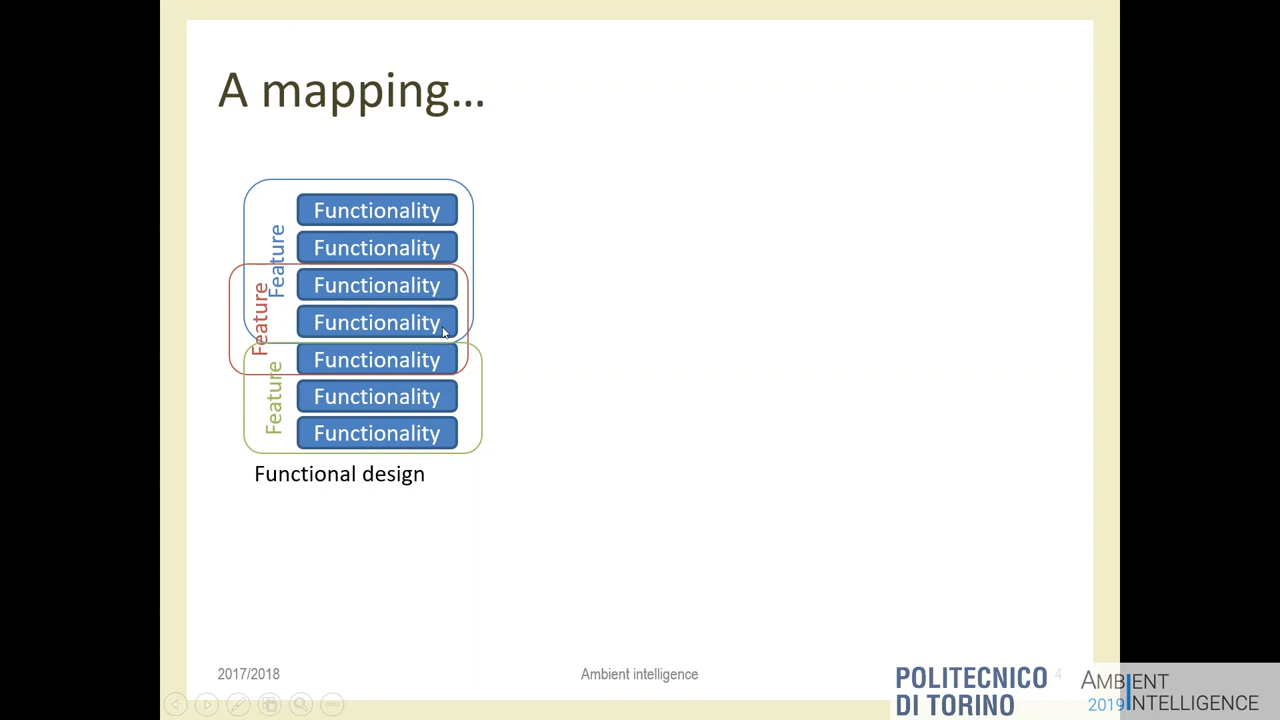 A mapping...
Functionality
Functionality
Functionality
Functionality
Functionality
Functionality
Functionality
Feature
Feature
Feature
Functional design
2017/2018
Ambient intelligence
POLITECNICO
DI TORINO
4
AMBIENT
2019 INTELLIGENCE